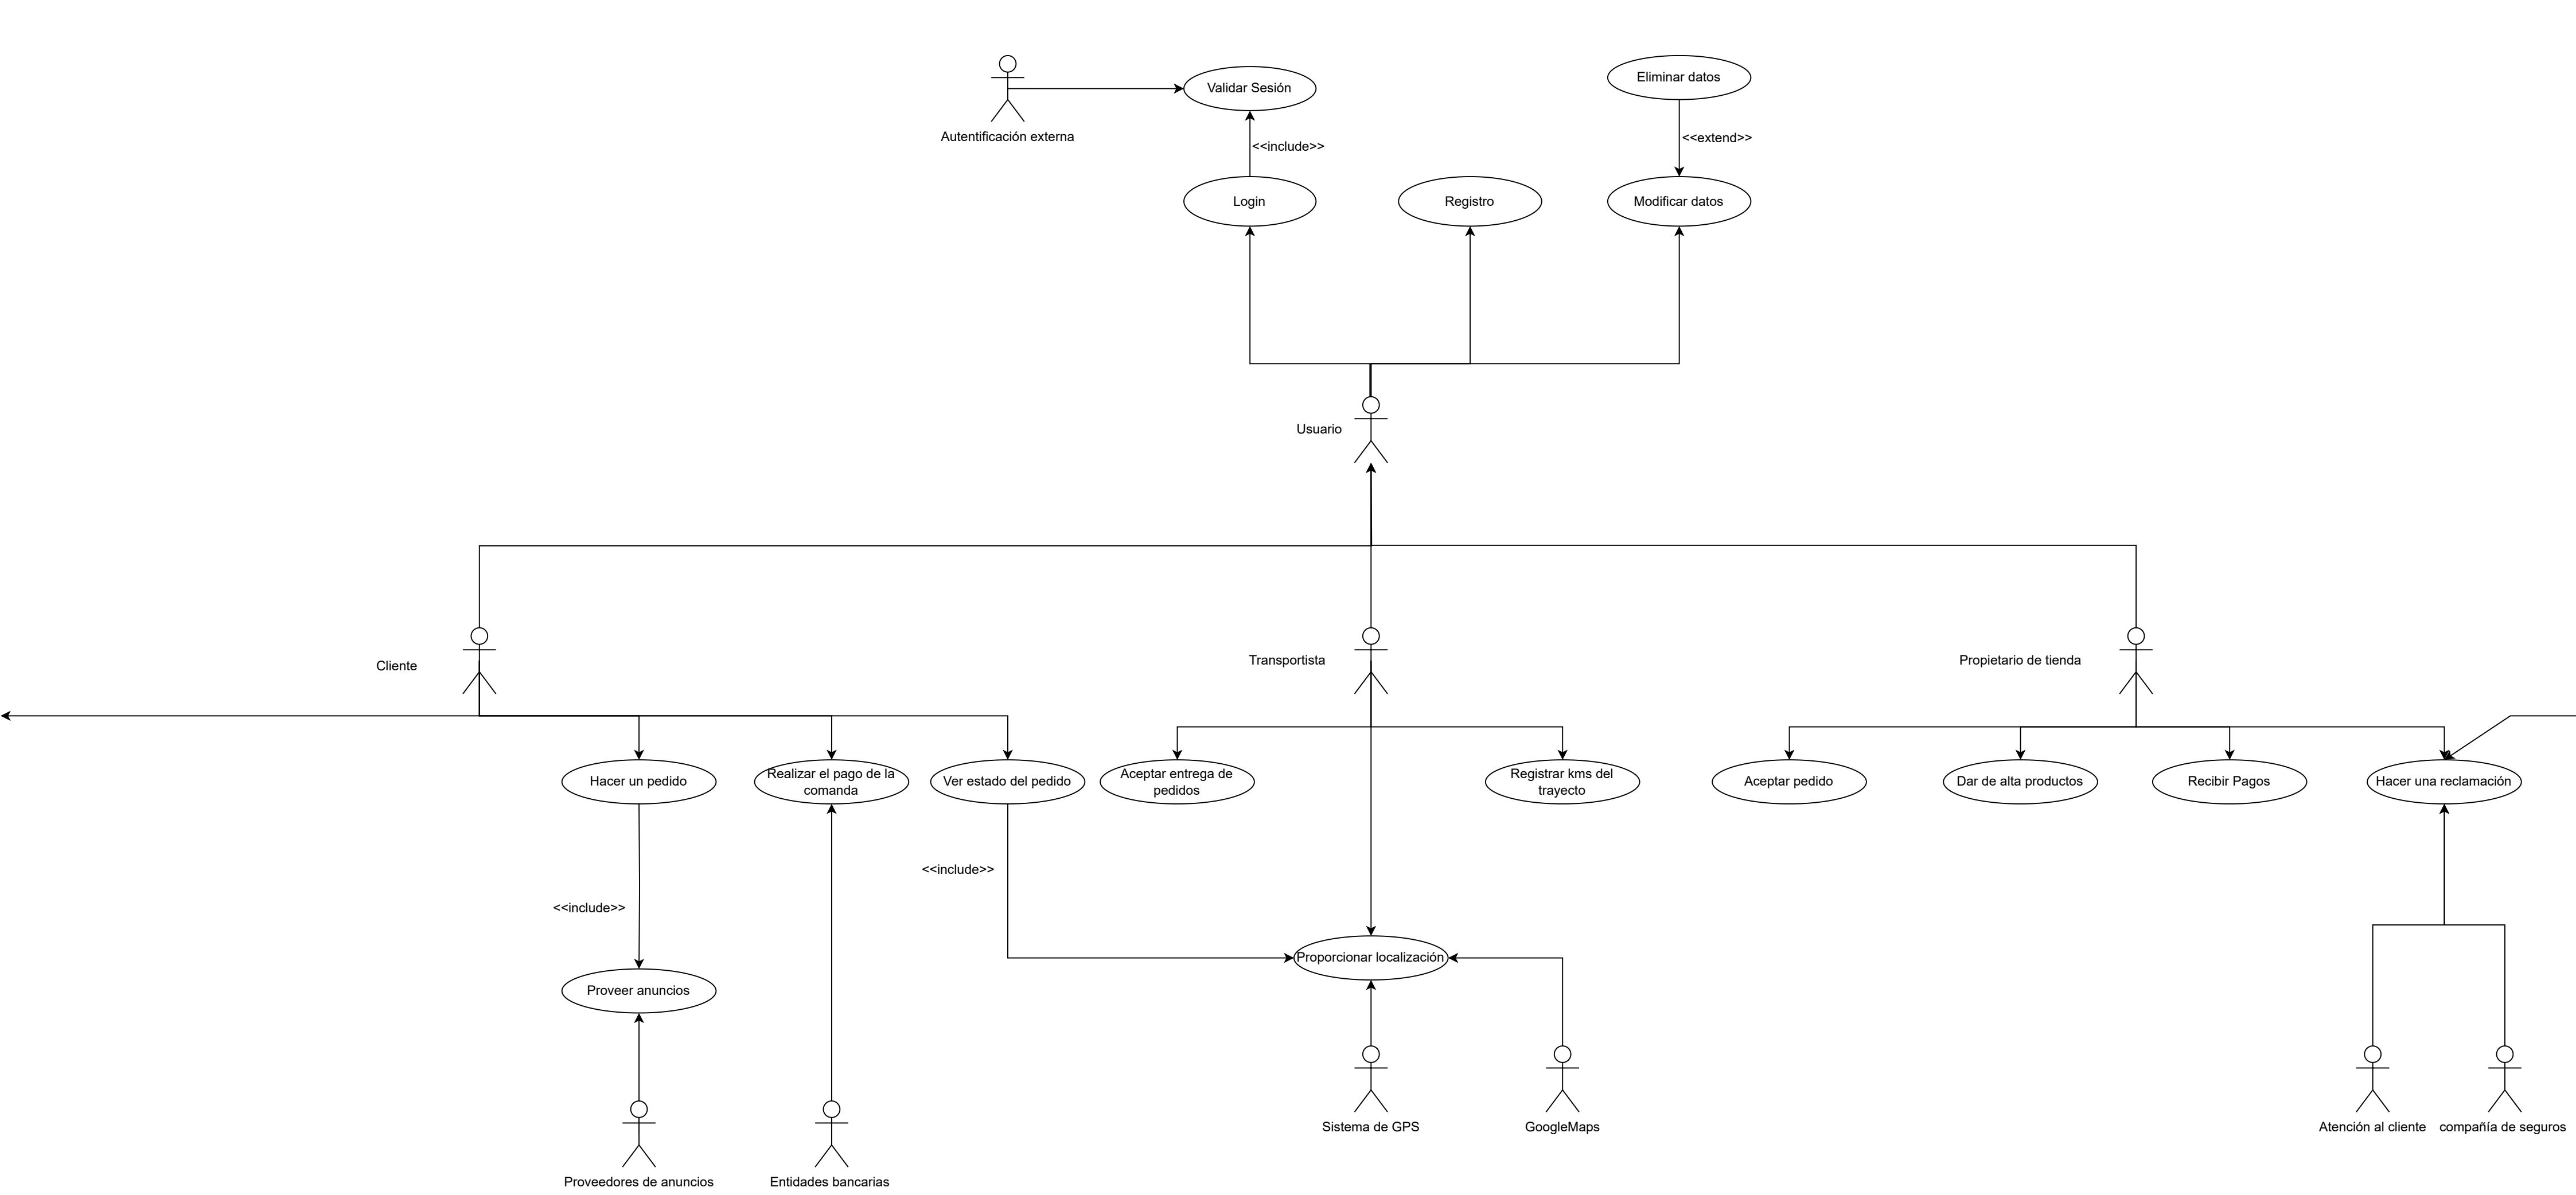 Validar Sesión
Eliminar datos
Autentificación externa
<<include>>
<<extend>>
Login
Registro
Modificar datos
Usuario
Cliente
Transportista
Propietario de tienda
Hacer un pedido
Realizar el pago de la
comanda
Ver estado del pedido
Aceptar entrega de
pedidos
Registrar kms del
trayecto
Aceptar pedido
Dar de alta productos
Recibir Pagos
Hacer una reclamación
<<include>>
<<include>>
Proporcionar localización
Proveer anuncios
Sistema de GPS
GoogleMaps
Atención al cliente
compañía de seguros
Proveedores de anuncios
Entidades bancarias